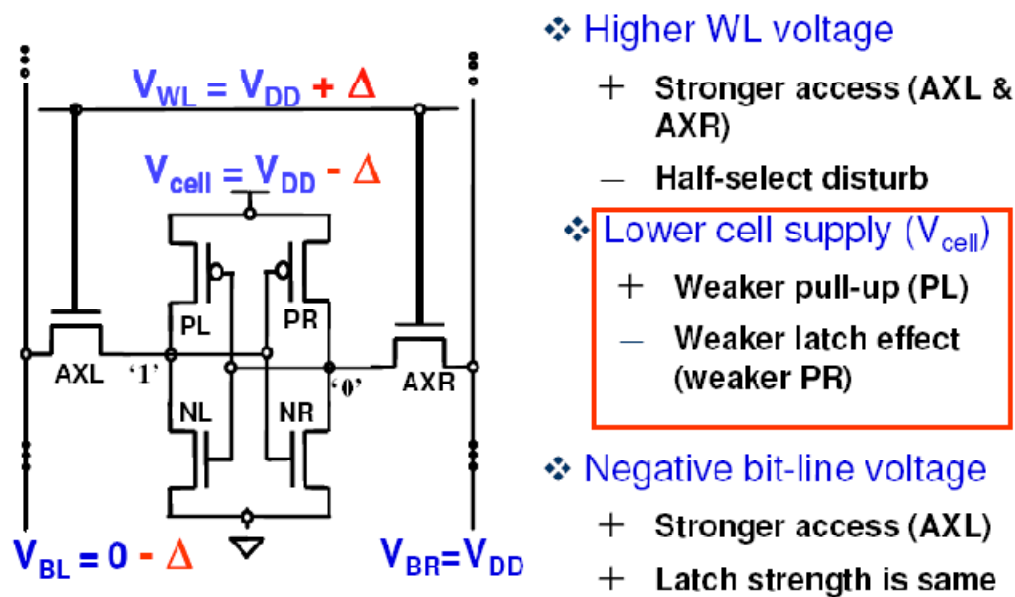 V_WL = V_DD + Δ
V_cell = V_DD - Δ
PL
PR
AXL
'1'
'0'
AXR
NL
NR
V_BL = 0 - Δ
V_BR=V_DD
❖ Higher WL voltage
+ Stronger access (AXL &
AXR)
− Half-select disturb
❖ Lower cell supply (V_cell)
+ Weaker pull-up (PL)
− Weaker latch effect
(weaker PR)
❖ Negative bit-line voltage
+ Stronger access (AXL)
+ Latch strength is same